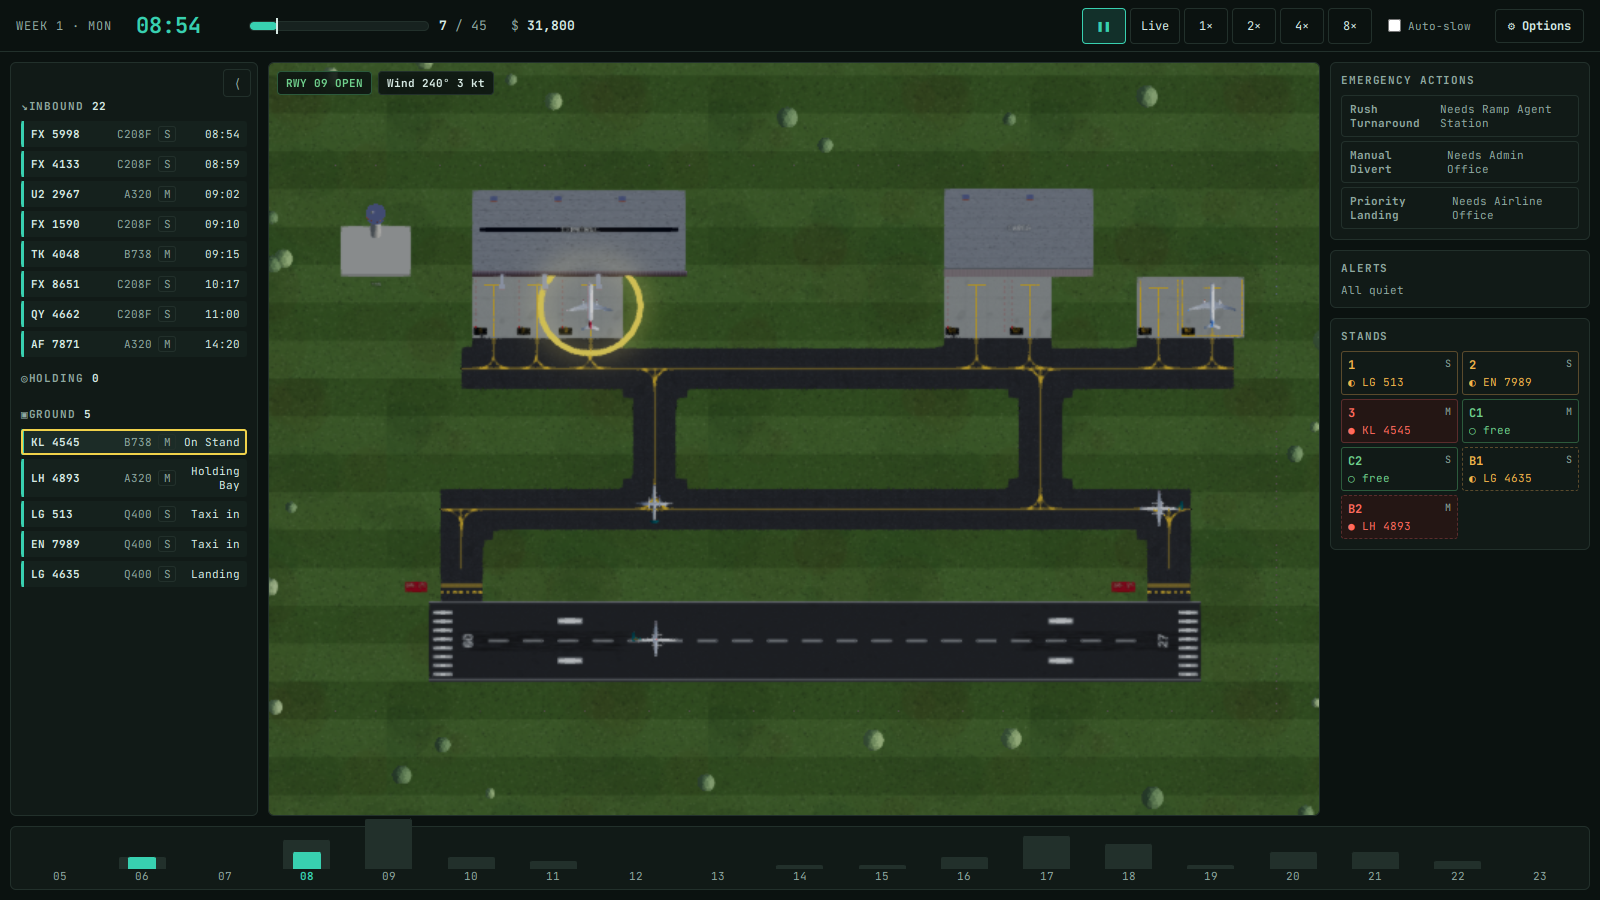 WEEK 1 · MON 08:54 7 / 45 $ 31,800 Live 1× 2× 4× 8× Auto-slow Options
INBOUND 22
FX 5998 C208F S 08:54
FX 4133 C208F S 08:59
U2 2967 A320 M 09:02
FX 1590 C208F S 09:10
TK 4048 B738 M 09:15
FX 8651 C208F S 10:17
QY 4662 C208F S 11:00
AF 7871 A320 M 14:20
HOLDING 0
GROUND 5
KL 4545 B738 M On Stand
LH 4893 A320 M Holding
Bay
LG 513 Q400 S Taxi in
EN 7989 Q400 S Taxi in
LG 4635 Q400 S Landing
RWY 09 OPEN Wind 240° 3 kt
09
27
EMERGENCY ACTIONS
Rush Needs Ramp Agent
Turnaround Station
Manual Needs Admin
Divert Office
Priority Needs Airline
Landing Office
ALERTS
All quiet
STANDS
1 S
LG 513
2 S
EN 7989
3 M
KL 4545
C1 M
free
C2 S
free
B1 S
LG 4635
B2 M
LH 4893
05 06 07 08 09 10 11 12 13 14 15 16 17 18 19 20 21 22 23